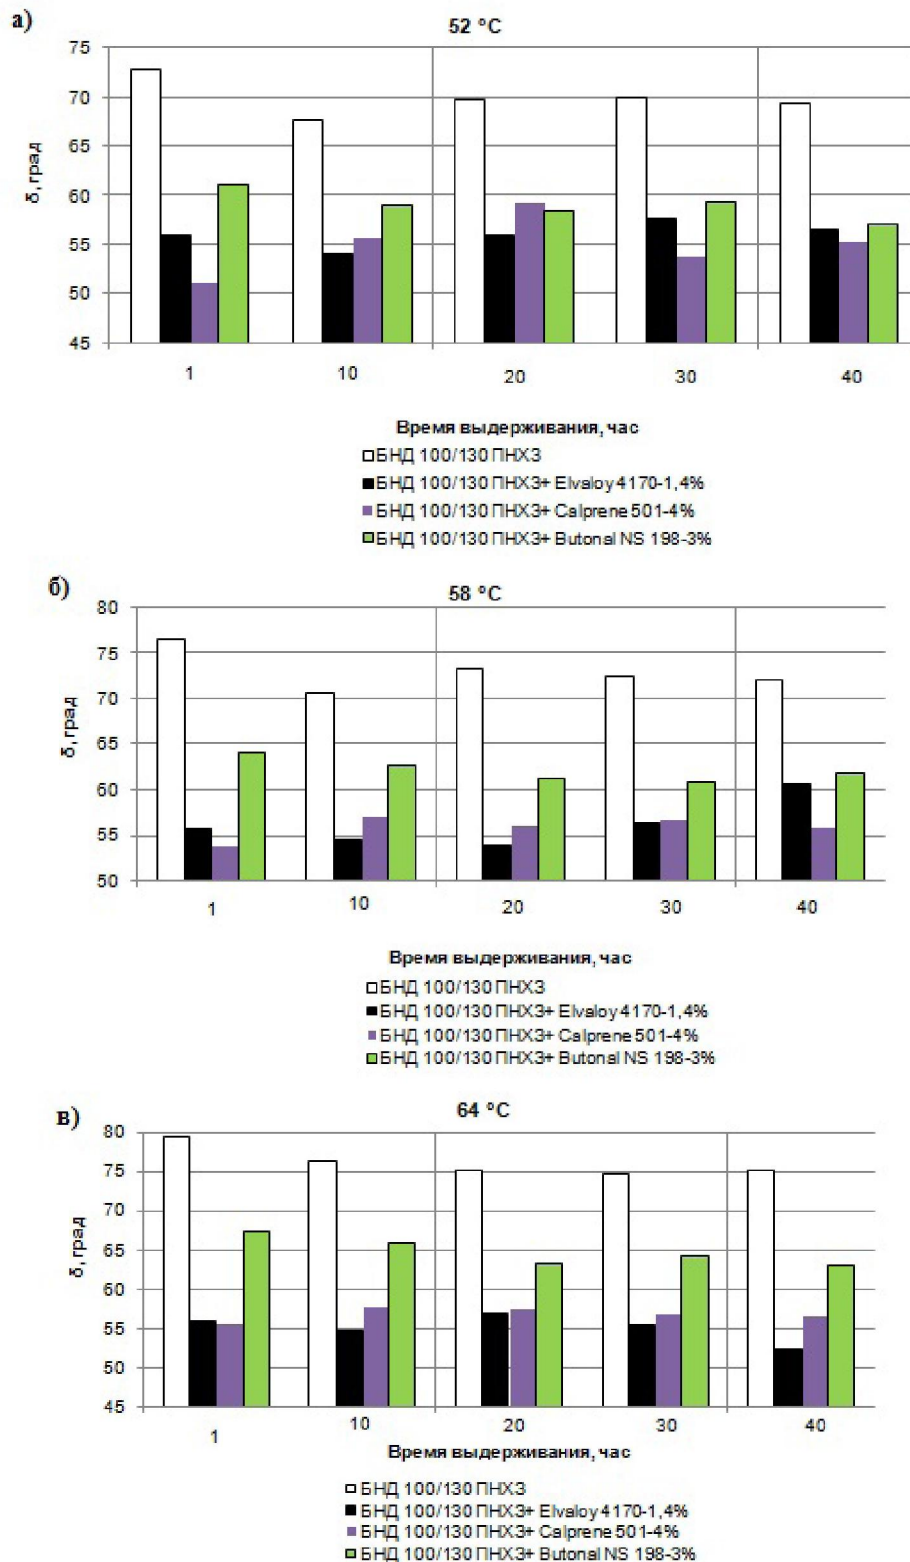 а)
52 °C
75
70
65
60
55
50
45
δ, град
1 10 20 30 40
Время выдерживания, час
БНД 100/130 ПНХЗ
БНД 100/130 ПНХЗ+ Elvaloy 4170-1,4%
БНД 100/130 ПНХЗ+ Calprene 501-4%
БНД 100/130 ПНХЗ+ Butonal NS 198-3%
б)
58 °C
80
75
70
65
60
55
50
δ, град
1 10 20 30 40
Время выдерживания, час
БНД 100/130 ПНХЗ
БНД 100/130 ПНХЗ+ Elvaloy 4170-1,4%
БНД 100/130 ПНХЗ+ Calprene 501-4%
БНД 100/130 ПНХЗ+ Butonal NS 198-3%
в)
64 °C
80
75
70
65
60
55
50
45
δ, град
1 10 20 30 40
Время выдерживания, час
БНД 100/130 ПНХЗ
БНД 100/130 ПНХЗ+ Elvaloy 4170-1,4%
БНД 100/130 ПНХЗ+ Calprene 501-4%
БНД 100/130 ПНХЗ+ Butonal NS 198-3%